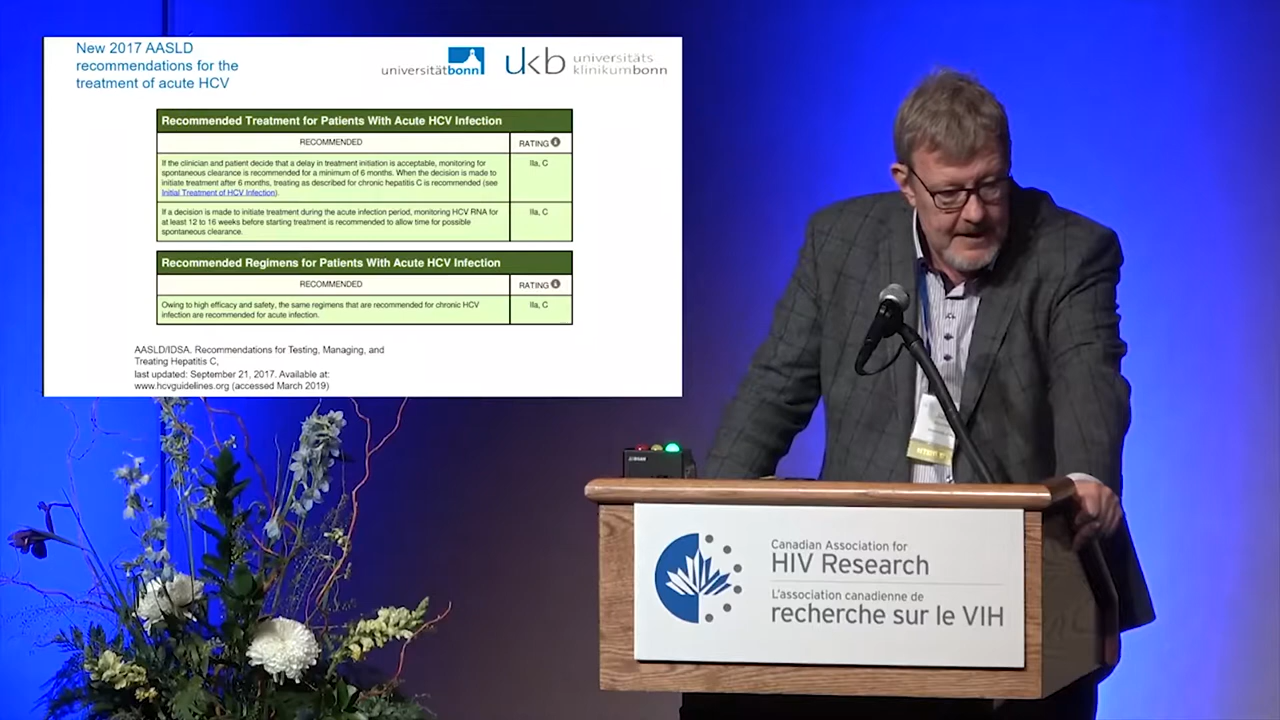 New 2017 AASLD
recommendations for the
treatment of acute HCV
universitätbonn
ukb universitäts
klinikumbonn
Recommended Treatment for Patients With Acute HCV Infection
RECOMMENDED
RATING
If the clinician and patient decide that a delay in treatment initiation is acceptable, monitoring for
spontaneous clearance is recommended for a minimum of 6 months. When the decision is made to
initiate treatment after 6 months, treating as described for chronic hepatitis C is recommended (see
Initial Treatment of HCV Infection).
IIa, C
If a decision is made to initiate treatment during the acute infection period, monitoring HCV RNA for
at least 12 to 16 weeks before starting treatment is recommended to allow time for possible
spontaneous clearance.
IIa, C
Recommended Regimens for Patients With Acute HCV Infection
RECOMMENDED
RATING
Owing to high efficacy and safety, the same regimens that are recommended for chronic HCV
infection are recommended for acute infection.
IIa, C
AASLD/IDSA. Recommendations for Testing, Managing, and
Treating Hepatitis C,
last updated: September 21, 2017. Available at:
www.hcvguidelines.org (accessed March 2019)
Canadian Association for
HIV Research
L'association canadienne de
recherche sur le VIH